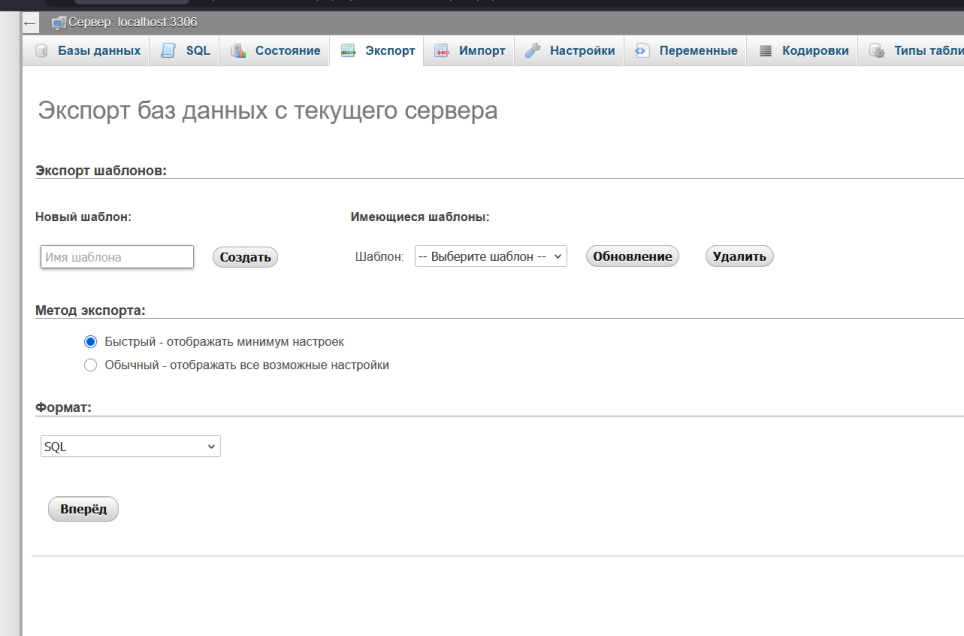 Сервер: localhost:3306
Базы данных SQL Состояние Экспорт Импорт Настройки Переменные Кодировки Типы табли
Экспорт баз данных с текущего сервера
Экспорт шаблонов:
Новый шаблон: Имеющиеся шаблоны:
Имя шаблона Создать Шаблон: -- Выберите шаблон -- Обновление Удалить
Метод экспорта:
Быстрый - отображать минимум настроек
Обычный - отображать все возможные настройки
Формат:
SQL
Вперёд